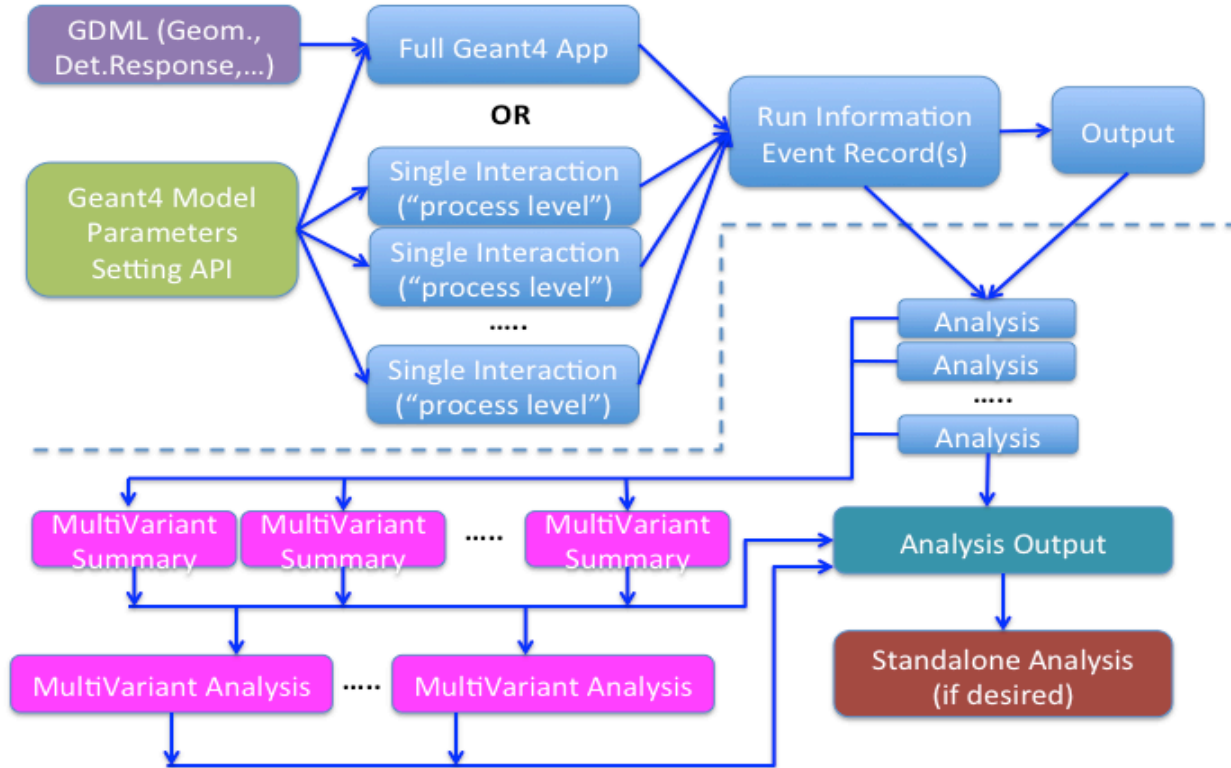 GDML (Geom.,
Det.Response,...)
Full Geant4 App
OR
Run Information
Event Record(s)
Output
Geant4 Model
Parameters
Setting API
Single Interaction
("process level")
Single Interaction
("process level")
.....
Single Interaction
("process level")
Analysis
Analysis
.....
Analysis
MultiVariant
Summary
MultiVariant
Summary
.....
MultiVariant
Summary
Analysis Output
MultiVariant Analysis
.....
MultiVariant Analysis
Standalone Analysis
(if desired)